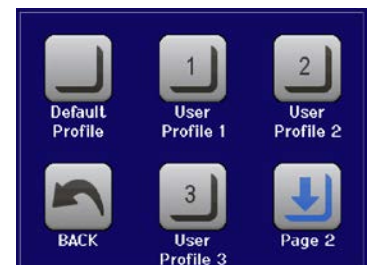 1
2
Default
Profile
User
Profile 1
User
Profile 2
3
BACK
User
Profile 3
Page 2